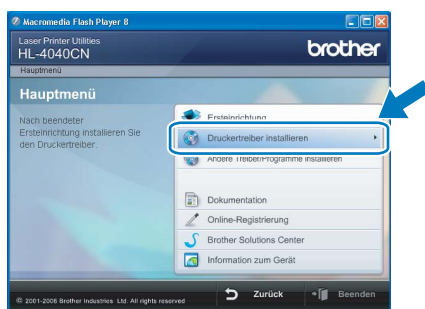 Macromedia Flash Player 8
Laser Printer Utilities
HL-4040CN
brother
Hauptmenü
Hauptmenü
Nach beendeter
Ersteinrichtung installieren Sie
den Druckertreiber.
Ersteinrichtung
Druckertreiber installieren
Andere Treiber/Programme installieren
Dokumentation
Online-Registrierung
Brother Solutions Center
Information zum Gerät
© 2001-2006 Brother Industries Ltd. All rights reserved
Zurück
Beenden